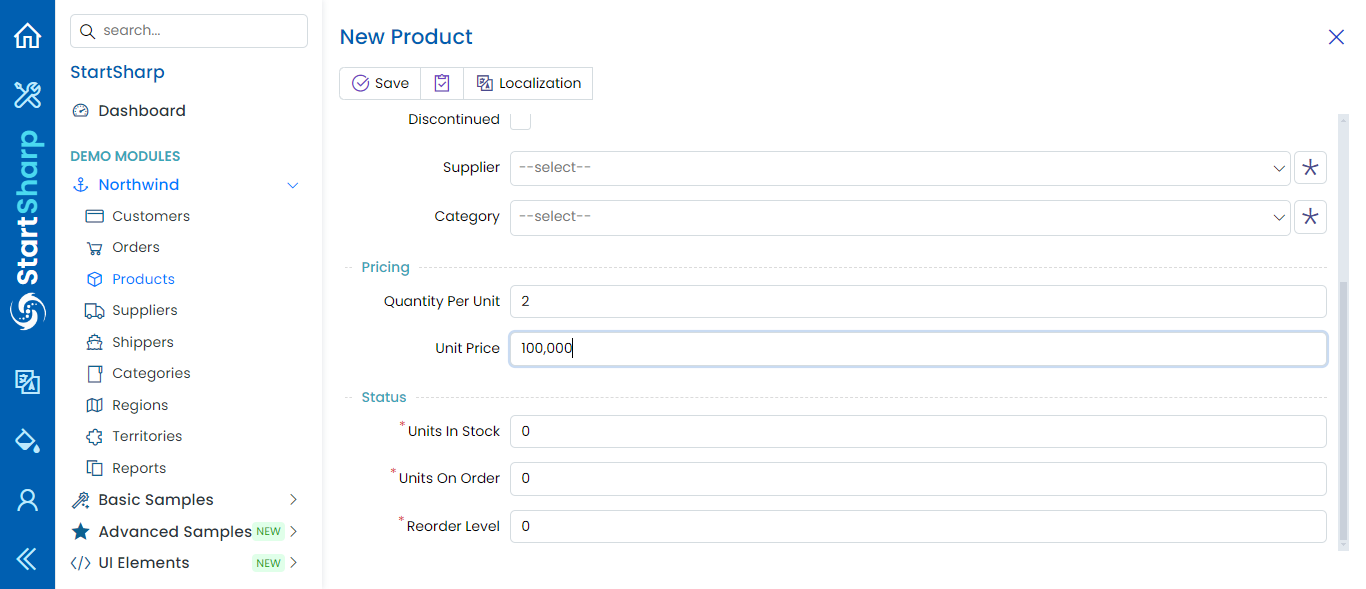 StartSharp
search...
StartSharp
Dashboard
DEMO MODULES
Northwind
Customers
Orders
Products
Suppliers
Shippers
Categories
Regions
Territories
Reports
Basic Samples
Advanced Samples NEW
UI Elements NEW
New Product
Save Localization
Discontinued
Supplier --select--
Category --select--
Pricing
Quantity Per Unit 2
Unit Price 100,000
Status
*Units In Stock 0
*Units On Order 0
*Reorder Level 0